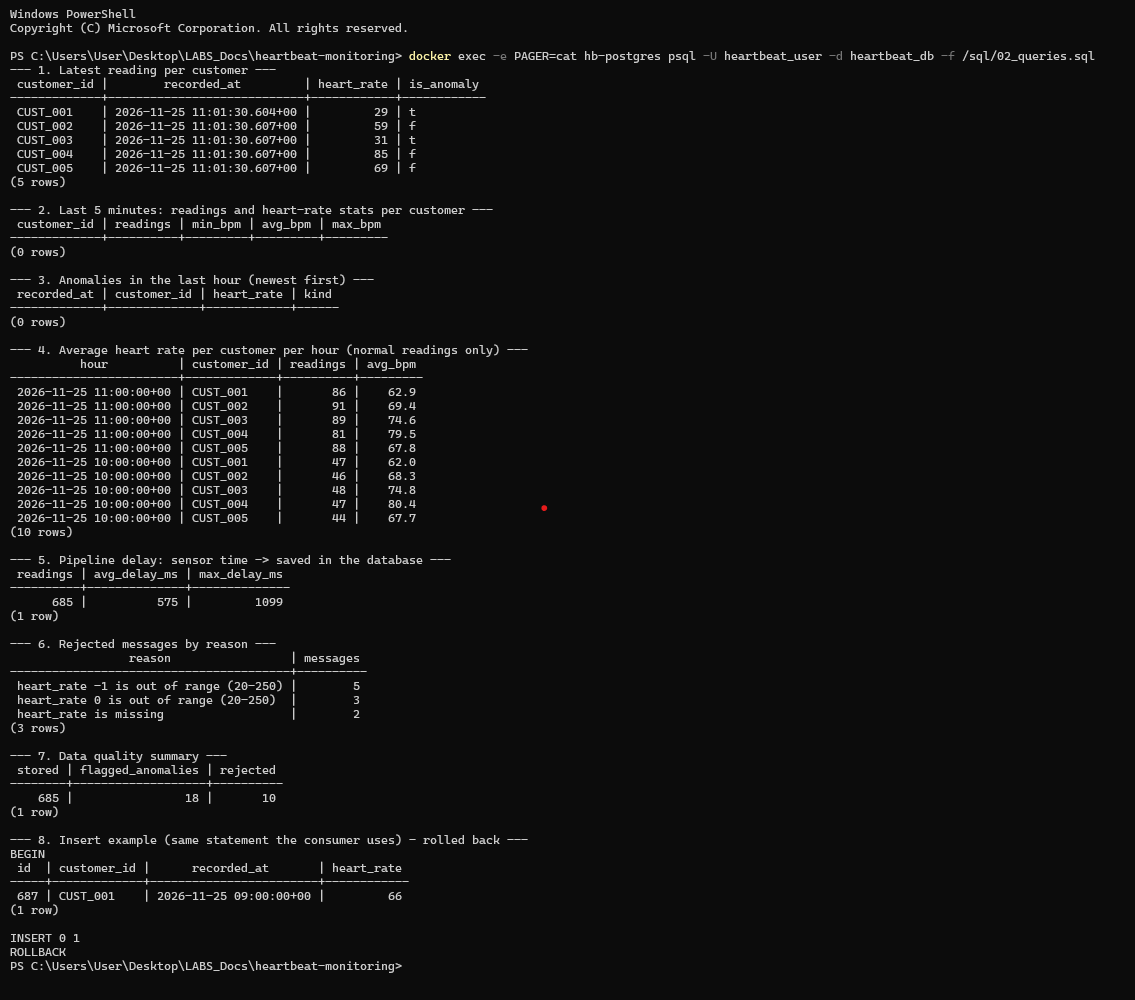 Windows PowerShell
Copyright (C) Microsoft Corporation. All rights reserved.
PS C:\Users\User\Desktop\LABS_Docs\heartbeat-monitoring> docker exec -e PAGER=cat hb-postgres psql -U heartbeat_user -d heartbeat_db -f /sql/02_queries.sql
--- 1. Latest reading per customer ---
 customer_id |        recorded_at         | heart_rate | is_anomaly
-------------+----------------------------+------------+------------
 CUST_001    | 2026-11-25 11:01:30.604+00 |         29 | t
 CUST_002    | 2026-11-25 11:01:30.607+00 |         59 | f
 CUST_003    | 2026-11-25 11:01:30.607+00 |         31 | t
 CUST_004    | 2026-11-25 11:01:30.607+00 |         85 | f
 CUST_005    | 2026-11-25 11:01:30.607+00 |         69 | f
(5 rows)
--- 2. Last 5 minutes: readings and heart-rate stats per customer ---
 customer_id | readings | min_bpm | avg_bpm | max_bpm
-------------+----------+---------+---------+---------
(0 rows)
--- 3. Anomalies in the last hour (newest first) ---
 recorded_at | customer_id | heart_rate | kind
-------------+-------------+------------+------
(0 rows)
--- 4. Average heart rate per customer per hour (normal readings only) ---
          hour          | customer_id | readings | avg_bpm
------------------------+-------------+----------+---------
 2026-11-25 11:00:00+00 | CUST_001    |       86 |    62.9
 2026-11-25 11:00:00+00 | CUST_002    |       91 |    69.4
 2026-11-25 11:00:00+00 | CUST_003    |       89 |    74.6
 2026-11-25 11:00:00+00 | CUST_004    |       81 |    79.5
 2026-11-25 11:00:00+00 | CUST_005    |       88 |    67.8
 2026-11-25 10:00:00+00 | CUST_001    |       47 |    62.0
 2026-11-25 10:00:00+00 | CUST_002    |       46 |    68.3
 2026-11-25 10:00:00+00 | CUST_003    |       48 |    74.8
 2026-11-25 10:00:00+00 | CUST_004    |       47 |    80.4
 2026-11-25 10:00:00+00 | CUST_005    |       44 |    67.7
(10 rows)
--- 5. Pipeline delay: sensor time -> saved in the database ---
 readings | avg_delay_ms | max_delay_ms
----------+--------------+--------------
      685 |          575 |         1099
(1 row)
--- 6. Rejected messages by reason ---
                 reason                 | messages
----------------------------------------+----------
 heart_rate -1 is out of range (20-250) |        5
 heart_rate 0 is out of range (20-250)  |        3
 heart_rate is missing                  |        2
(3 rows)
--- 7. Data quality summary ---
 stored | flagged_anomalies | rejected
--------+-------------------+----------
    685 |                18 |       10
(1 row)
--- 8. Insert example (same statement the consumer uses) - rolled back ---
BEGIN
 id  | customer_id |      recorded_at       | heart_rate
-----+-------------+------------------------+------------
 687 | CUST_001    | 2026-11-25 09:00:00+00 |         66
(1 row)
INSERT 0 1
ROLLBACK
PS C:\Users\User\Desktop\LABS_Docs\heartbeat-monitoring>